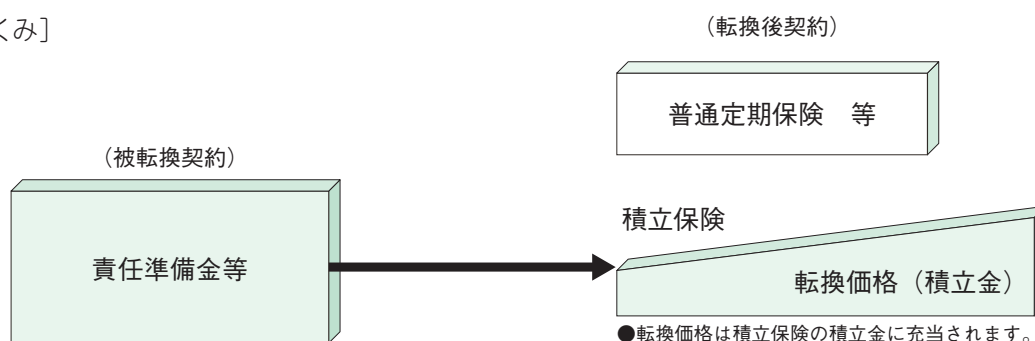 くみ］
（転換後契約）
普通定期保険　等
（被転換契約）
積立保険
責任準備金等
転換価格（積立金）
●転換価格は積立保険の積立金に充当されます。